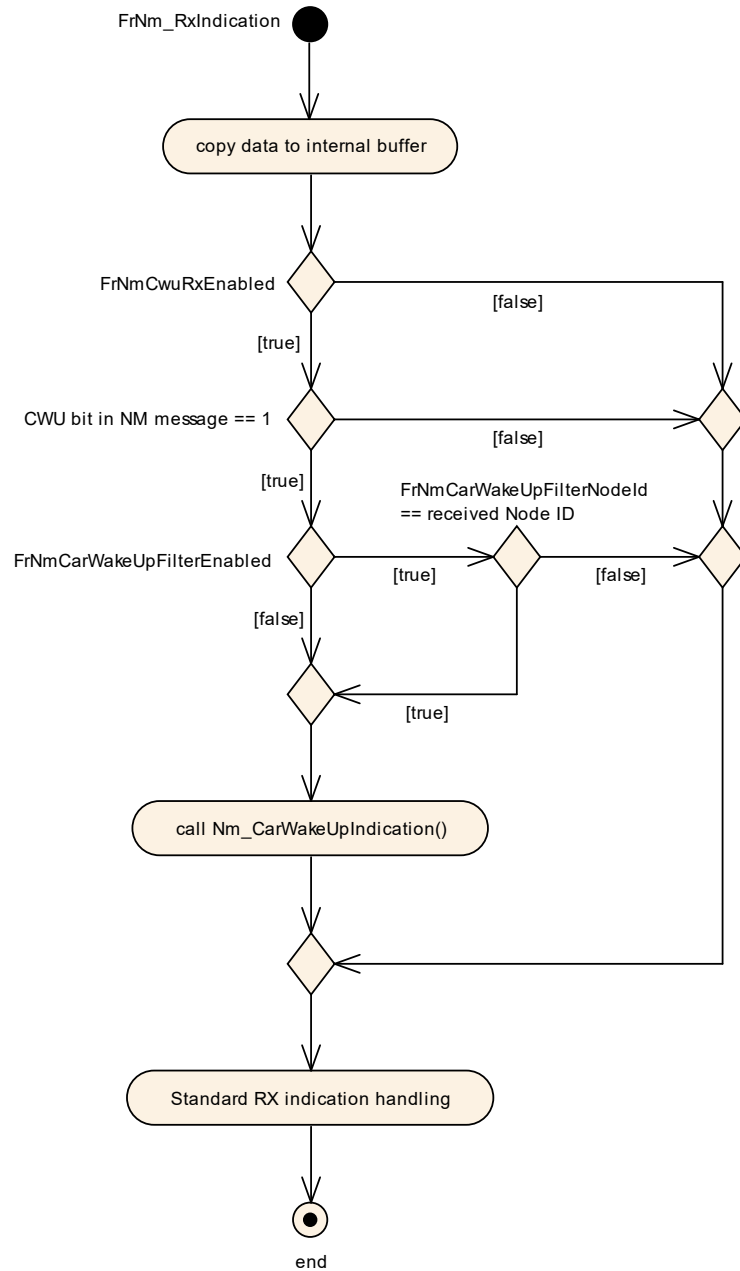 FrNm_RxIndication
copy data to internal buffer
FrNmCwuRxEnabled
[false]
[true]
CWU bit in NM message == 1
[false]
[true]
FrNmCarWakeUpFilterNodeId
== received Node ID
FrNmCarWakeUpFilterEnabled
[true]
[false]
[false]
[true]
call Nm_CarWakeUpIndication()
Standard RX indication handling
end